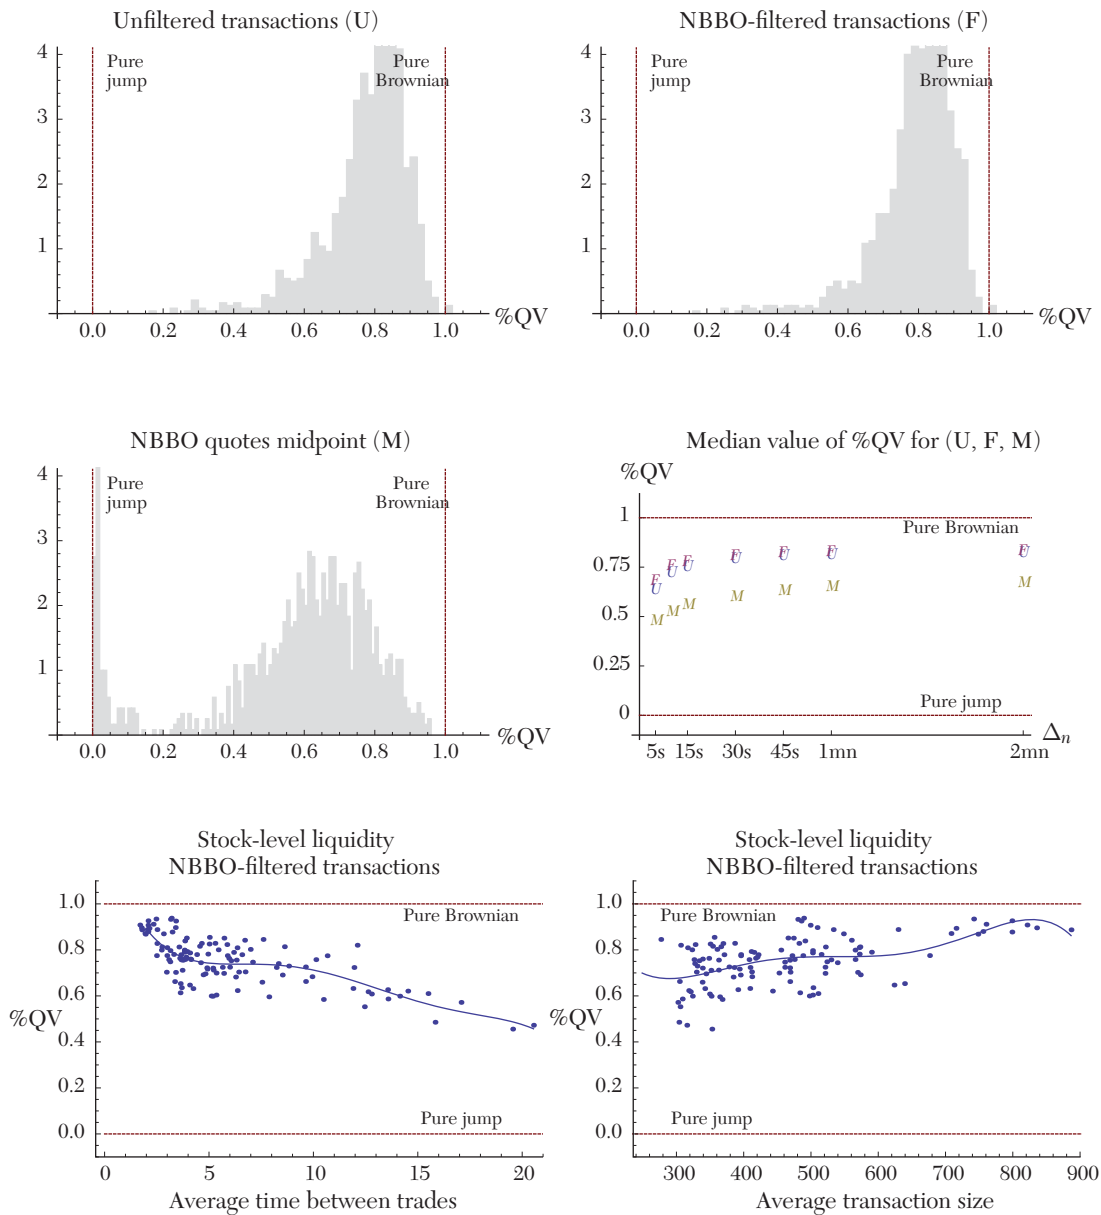 Unfiltered transactions (U)
NBBO-filtered transactions (F)
4
Pure
jump
Pure
Brownian
3
2
1
0.0 0.2 0.4 0.6 0.8 1.0 %QV
4
Pure
jump
Pure
Brownian
3
2
1
0.0 0.2 0.4 0.6 0.8 1.0 %QV
NBBO quotes midpoint (M)
4
Pure
jump
Pure
Brownian
3
2
1
0.0 0.2 0.4 0.6 0.8 1.0 %QV
Median value of %QV for (U, F, M)
%QV
1
Pure Brownian
0.75
F F F F F F F
U U U U U U U
M M M M M M M
0.5
0.25
Pure jump
0
5s 15s 30s 45s 1mn 2mn Δn
Stock-level liquidity
NBBO-filtered transactions
1.0
Pure Brownian
0.8
0.6
%QV
0.4
0.2
Pure jump
0.0
0 5 10 15 20
Average time between trades
Stock-level liquidity
NBBO-filtered transactions
1.0
Pure Brownian
0.8
0.6
%QV
0.4
0.2
Pure jump
0.0
300 400 500 600 700 800 900
Average transaction size